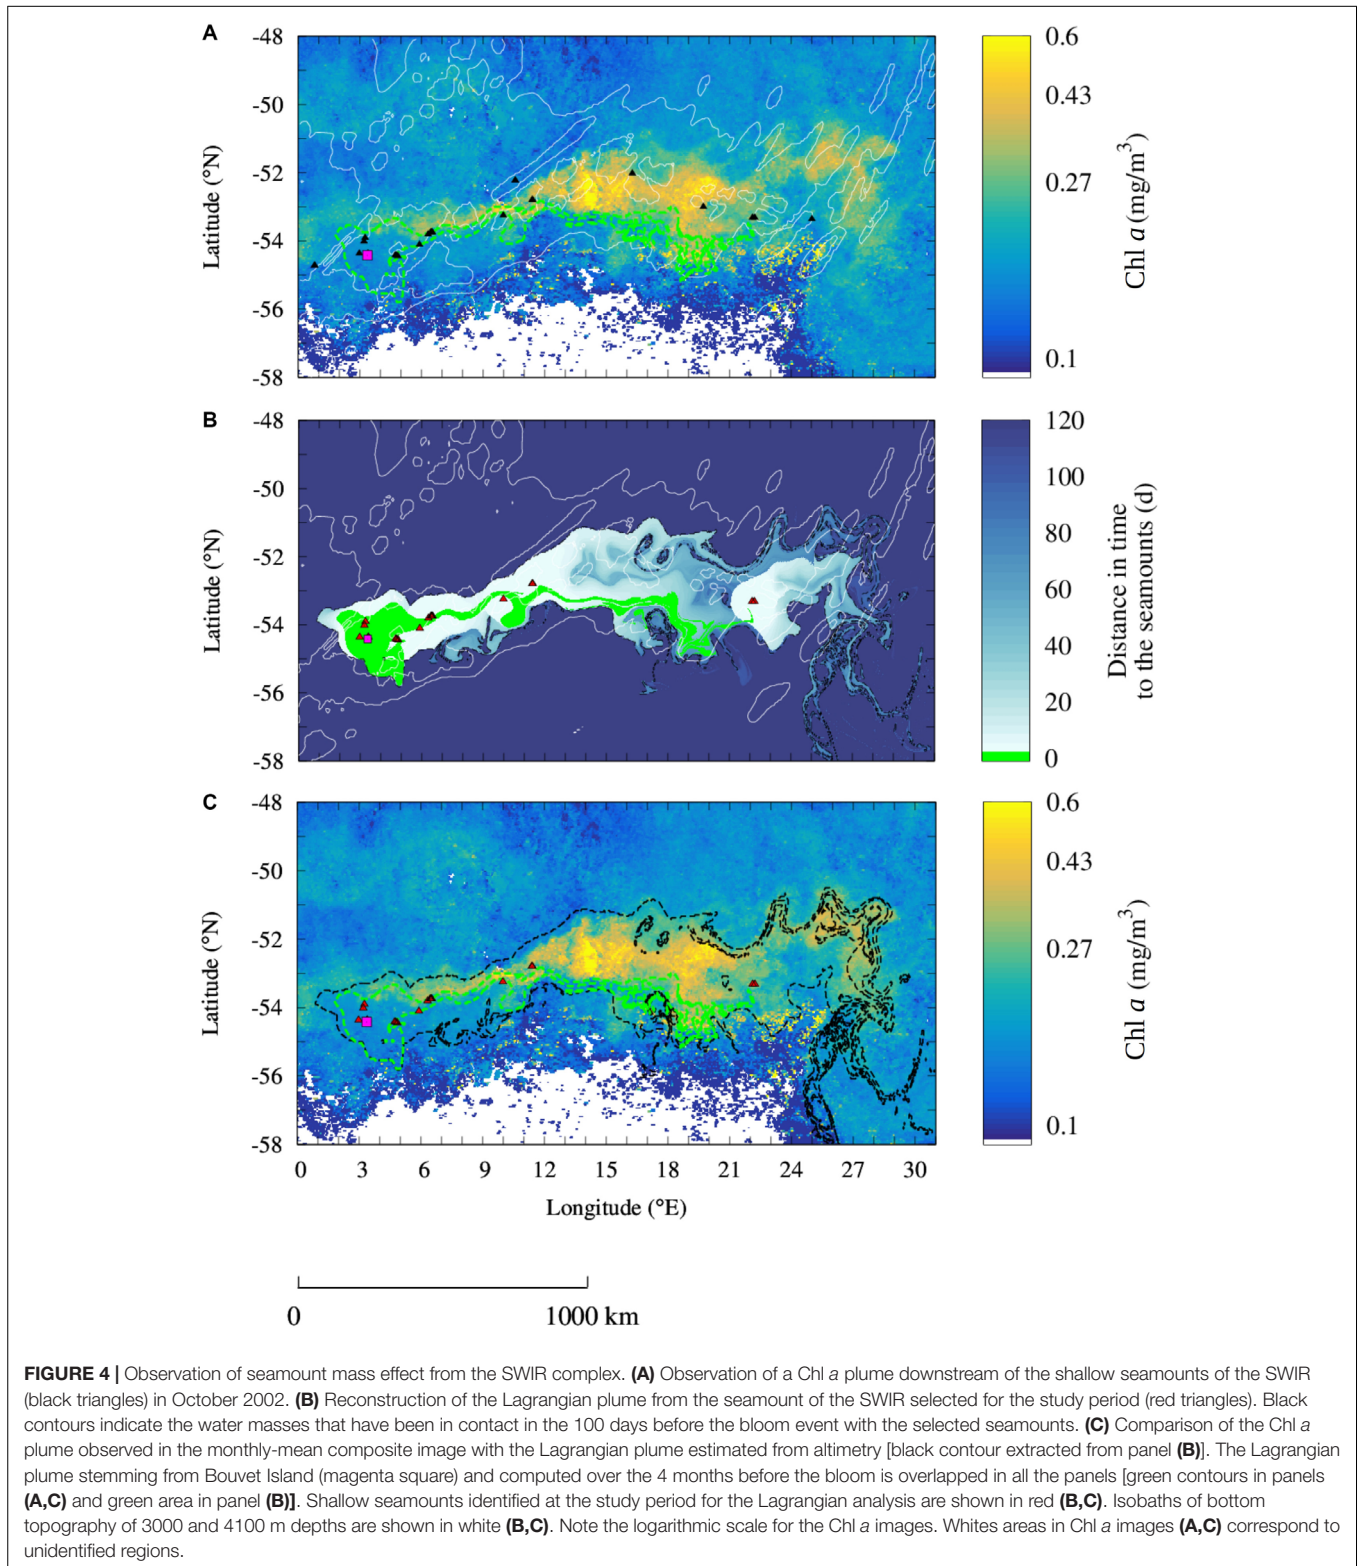 A
-48
-50
-52
-54
-56
-58
Latitude (°N)
0.6
0.43
0.27
0.1
Chl a (mg/m³)
B
-48
-50
-52
-54
-56
-58
Latitude (°N)
120
100
80
60
40
20
0
Distance in time
to the seamounts (d)
C
-48
-50
-52
-54
-56
-58
Latitude (°N)
0.6
0.43
0.27
0.1
Chl a (mg/m³)
0 3 6 9 12 15 18 21 24 27 30
Longitude (°E)
0 1000 km
FIGURE 4 | Observation of seamount mass effect from the SWIR complex. (A) Observation of a Chl a plume downstream of the shallow seamounts of the SWIR
(black triangles) in October 2002. (B) Reconstruction of the Lagrangian plume from the seamount of the SWIR selected for the study period (red triangles). Black
contours indicate the water masses that have been in contact in the 100 days before the bloom event with the selected seamounts. (C) Comparison of the Chl a
plume observed in the monthly-mean composite image with the Lagrangian plume estimated from altimetry [black contour extracted from panel (B)]. The Lagrangian
plume stemming from Bouvet Island (magenta square) and computed over the 4 months before the bloom is overlapped in all the panels [green contours in panels
(A,C) and green area in panel (B)]. Shallow seamounts identified at the study period for the Lagrangian analysis are shown in red (B,C). Isobaths of bottom
topography of 3000 and 4100 m depths are shown in white (B,C). Note the logarithmic scale for the Chl a images. Whites areas in Chl a images (A,C) correspond to
unidentified regions.